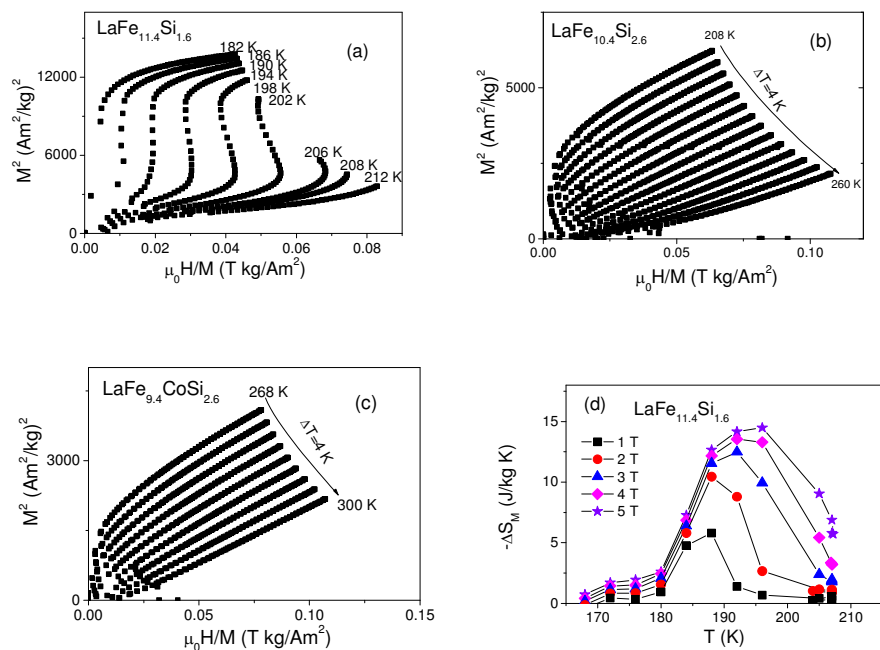 LaFe₁₁.₄Si₁.₆
(a)
182 K
186 K
190 K
194 K
198 K
202 K
206 K
208 K
212 K
12000
6000
0
M² (Am²/kg)²
0.00 0.02 0.04 0.06 0.08
μ₀H/M (T kg/Am²)
LaFe₁₀.₄Si₂.₆
(b)
208 K
ΔT=4 K
260 K
5000
0
M² (Am²/kg)²
0.00 0.05 0.10
μ₀H/M (T kg/Am²)
LaFe₉.₄CoSi₂.₆
(c)
268 K
ΔT=4 K
300 K
3000
0
M² (Am²/kg)²
0.00 0.05 0.10 0.15
μ₀H/M (T kg/Am²)
(d)
LaFe₁₁.₄Si₁.₆
1 T
2 T
3 T
4 T
5 T
15
10
5
0
-ΔS_M (J/kg K)
170 180 190 200 210
T (K)